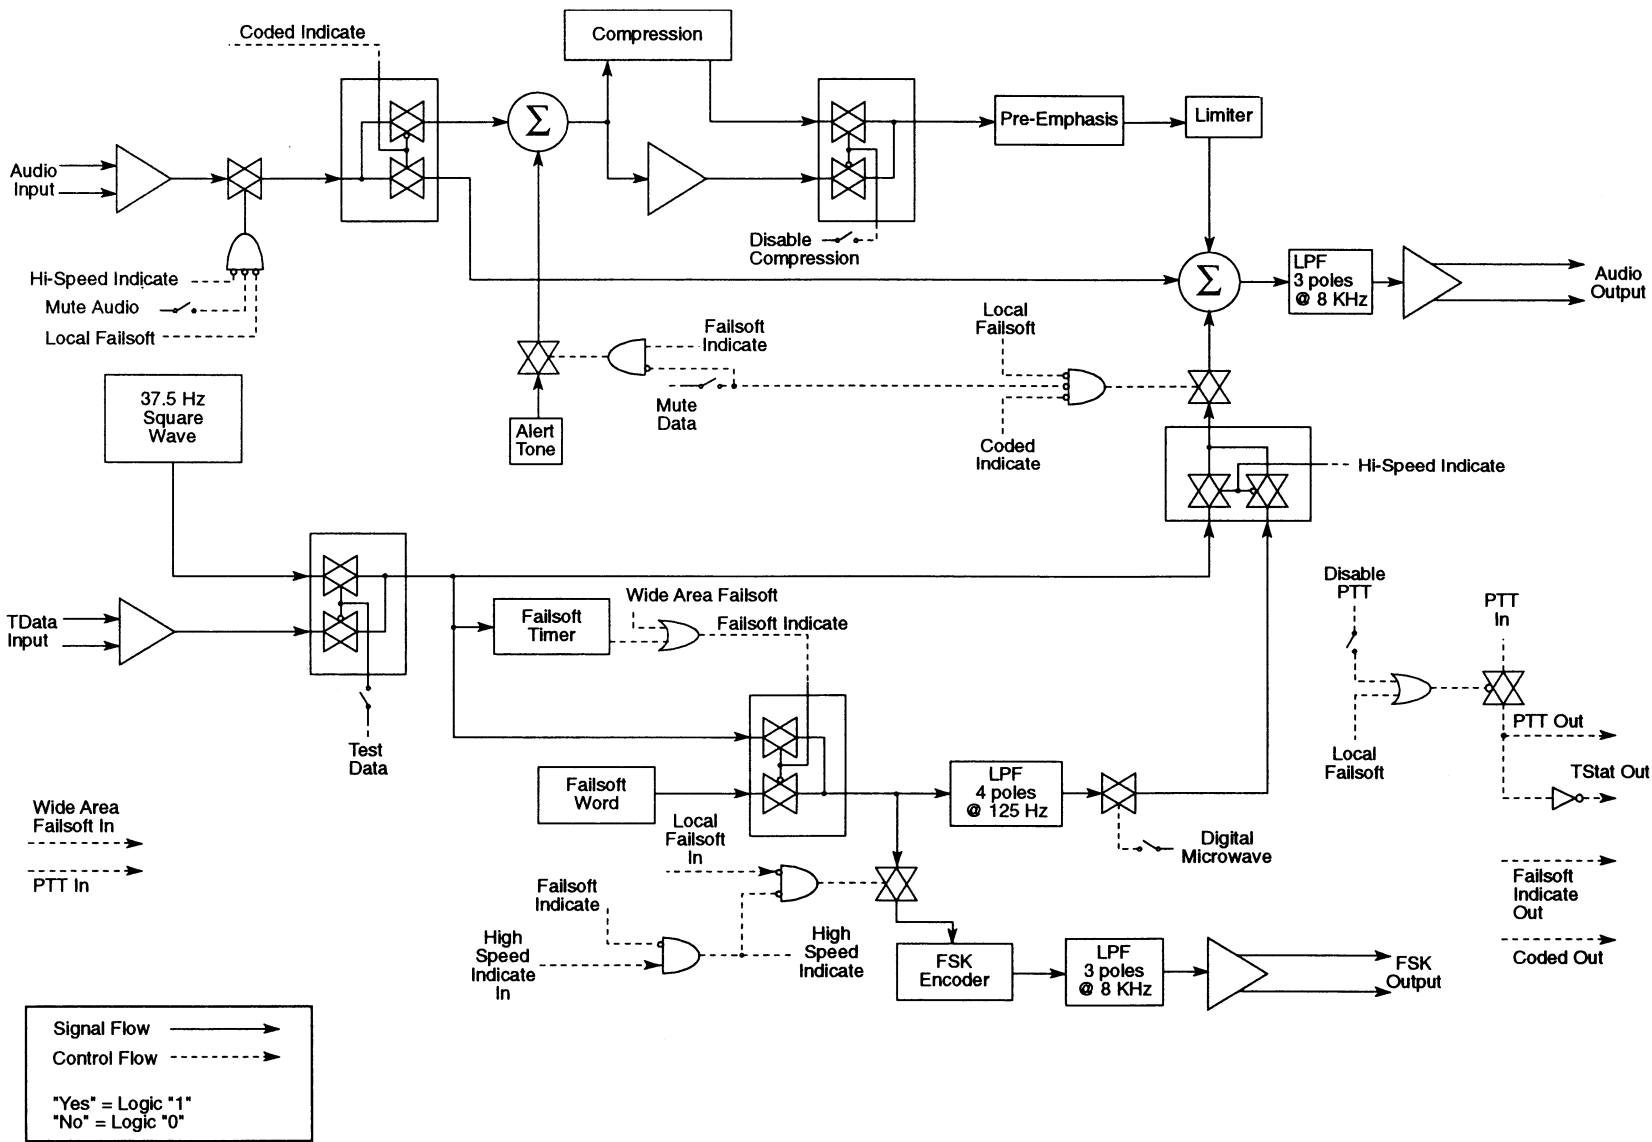 Coded Indicate
Compression
Σ
Pre-Emphasis
Limiter
Audio
Input
Disable
Compression
Hi-Speed Indicate
Mute Audio
Local Failsoft
Σ
LPF
3 poles
@ 8 KHz
Audio
Output
Failsoft
Indicate
Local
Failsoft
37.5 Hz
Square
Wave
Mute
Data
Alert
Tone
Coded
Indicate
Hi-Speed Indicate
TData
Input
Wide Area Failsoft
Failsoft
Timer
Failsoft Indicate
Disable
PTT
PTT
In
Test
Data
PTT Out
Local
Failsoft
TStat Out
Failsoft
Word
LPF
4 poles
@ 125 Hz
Wide Area
Failsoft In
PTT In
Local
Failsoft
In
Digital
Microwave
Failsoft
Indicate
Failsoft
Indicate
Out
Coded Out
High
Speed
Indicate
In
High
Speed
Indicate
FSK
Encoder
LPF
3 poles
@ 8 KHz
FSK
Output
Signal Flow
Control Flow
"Yes" = Logic "1"
"No" = Logic "0"